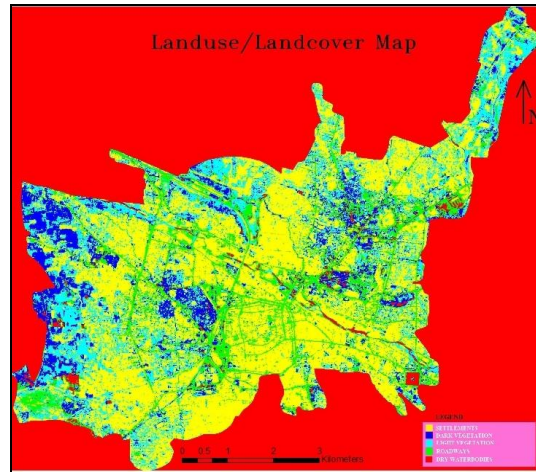 Landuse/Landcover Map
N
LEGEND
SETTLEMENTS
DARK VEGETATION
LIGHT VEGETATION
ROADWAYS
DRY WATERBODIES
0 0.5 1 2 3
Kilometers